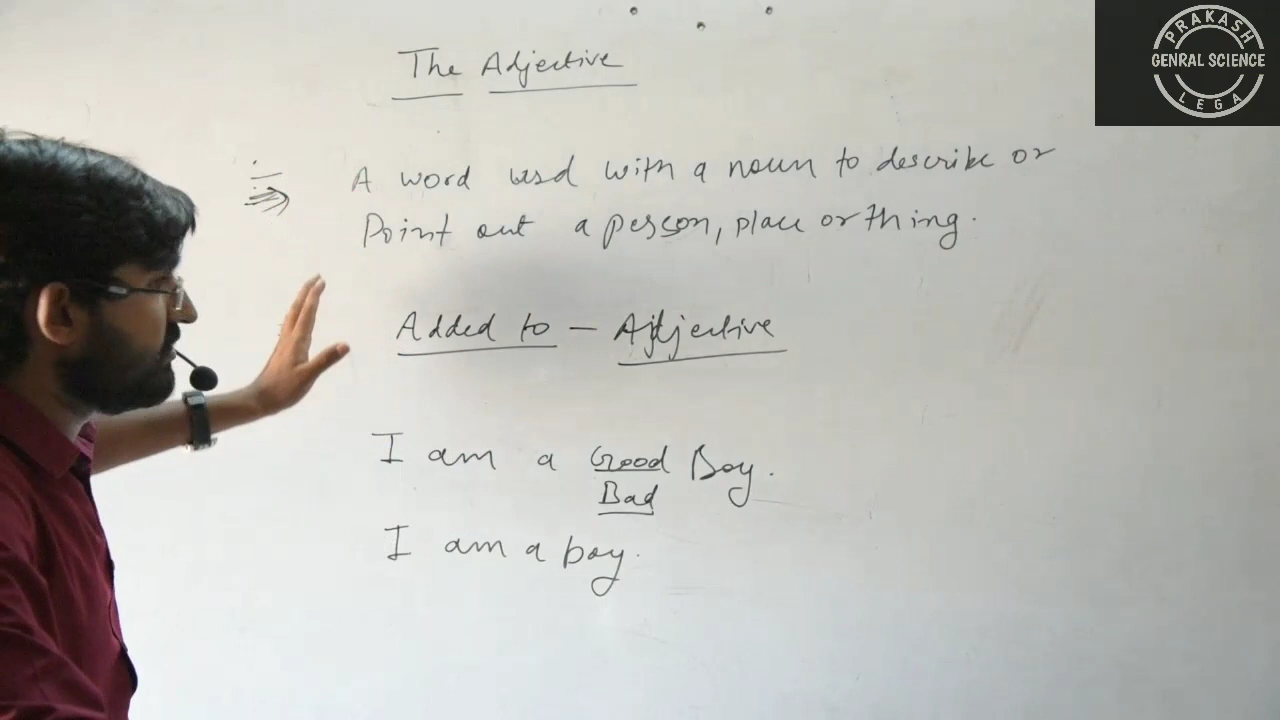 The Adjective
A word used with a noun to describe or
Point out a person, place or thing.
Added to - Adjective
I am a Good Boy.
Bad
I am a boy.
PRAKASH
GENRAL SCIENCE
LEGA